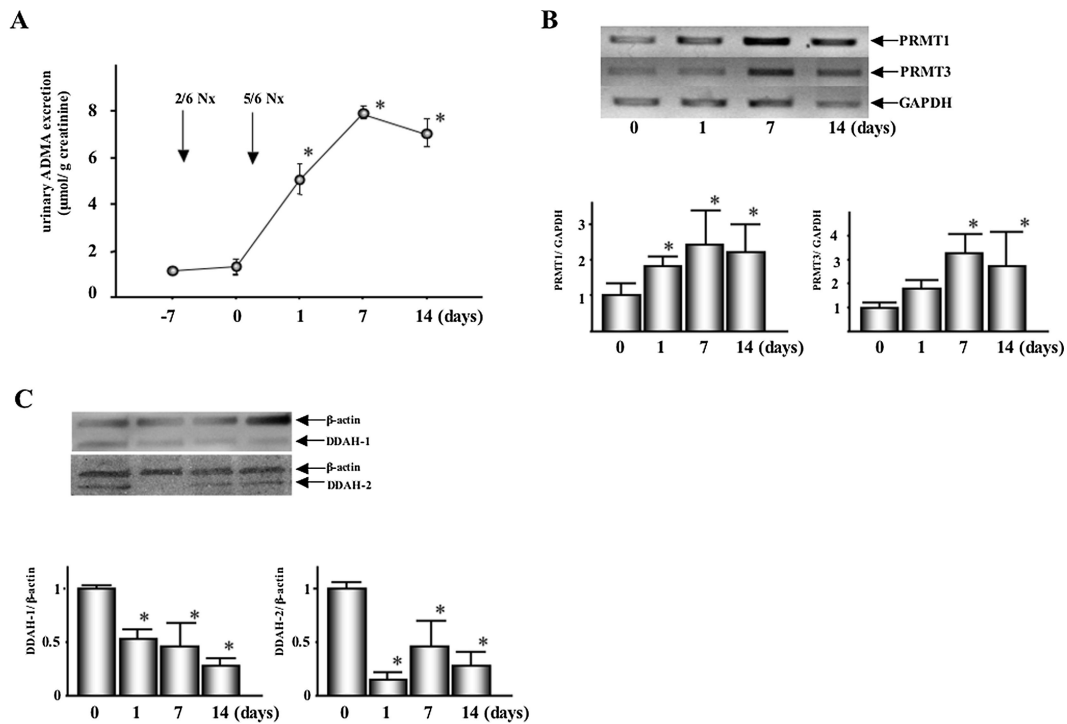 A
urinary ADMA excretion
(μmol/ g creatinine)
8
6
4
2
0
2/6 Nx
5/6 Nx
*
*
*
-7 0 1 7 14 (days)
B
PRMT1
PRMT3
GAPDH
0 1 7 14 (days)
PRMT1/ GAPDH
3
2
1
*
*
*
0 1 7 14 (days)
PRMT3/ GAPDH
4
3
2
1
*
*
0 1 7 14 (days)
C
β-actin
DDAH-1
β-actin
DDAH-2
DDAH-1/ β-actin
1
0.5
0
*
*
*
0 1 7 14 (days)
DDAH-2/ β-actin
1
0.5
0
*
*
*
0 1 7 14 (days)